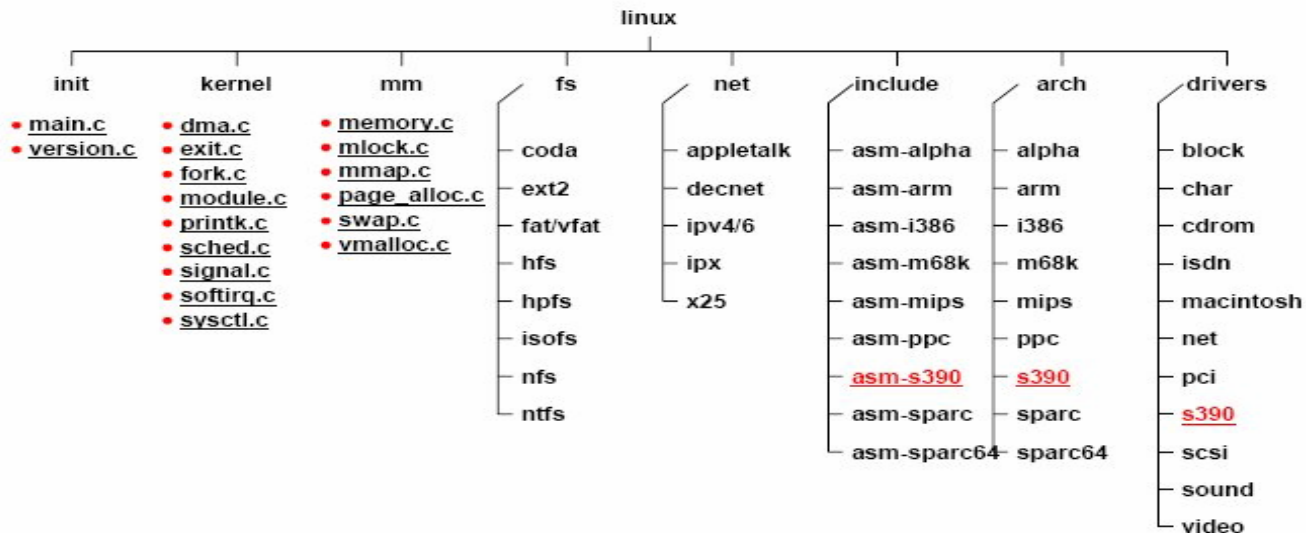 linux
init
kernel
mm
fs
net
include
arch
drivers
main.c
version.c
dma.c
exit.c
fork.c
module.c
printk.c
sched.c
signal.c
softirq.c
sysctl.c
memory.c
mlock.c
mmap.c
page_alloc.c
swap.c
vmalloc.c
coda
ext2
fat/vfat
hfs
hpfs
isofs
nfs
ntfs
appletalk
decnet
ipv4/6
ipx
x25
asm-alpha
asm-arm
asm-i386
asm-m68k
asm-mips
asm-ppc
asm-s390
asm-sparc
asm-sparc64
alpha
arm
i386
m68k
mips
ppc
s390
sparc
sparc64
block
char
cdrom
isdn
macintosh
net
pci
s390
scsi
sound
video